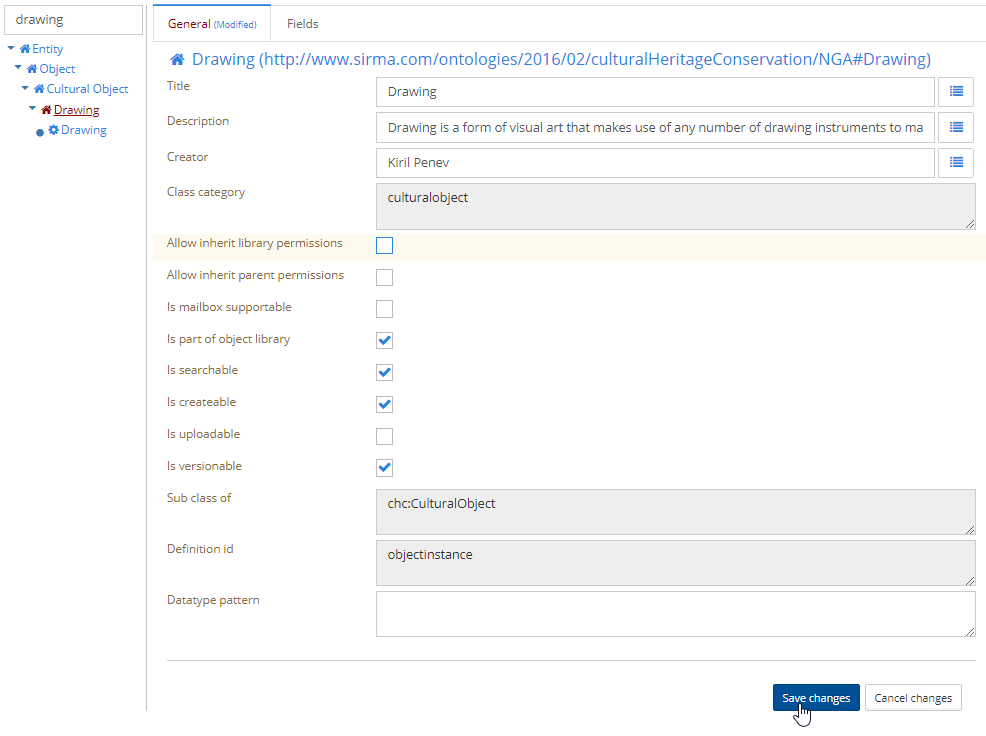 drawing
Entity
Object
Cultural Object
Drawing
Drawing
General (Modified)
Fields
Drawing (http://www.sirma.com/ontologies/2016/02/culturalHeritageConservation/NGA#Drawing)
Title
Drawing
Description
Drawing is a form of visual art that makes use of any number of drawing instruments to ma
Creator
Kiril Penev
Class category
culturalobject
Allow inherit library permissions
Allow inherit parent permissions
Is mailbox supportable
Is part of object library
Is searchable
Is createable
Is uploadable
Is versionable
Sub class of
chc:CulturalObject
Definition id
objectinstance
Datatype pattern
Save changes
Cancel changes